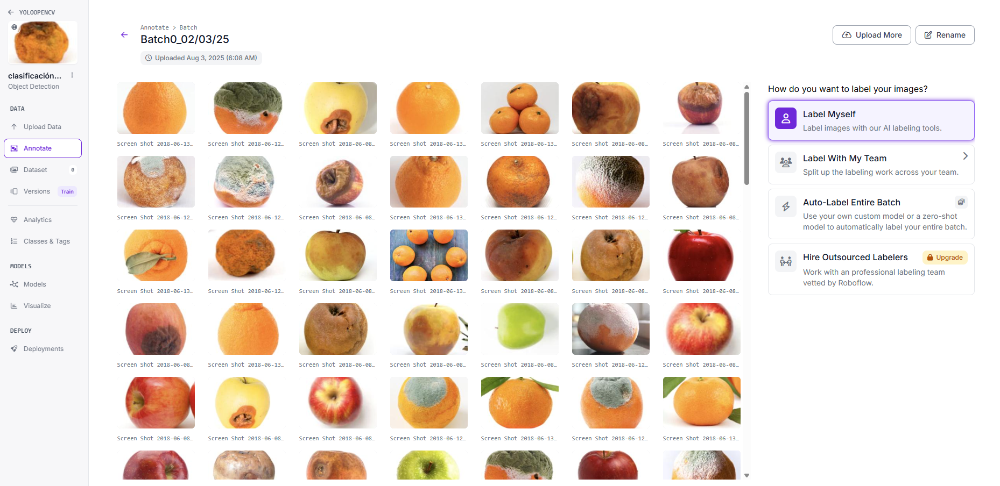 YOLOOPENCV
clasificación...
Object Detection
DATA
Upload Data
Annotate
Dataset 0
Versions Train
Analytics
Classes & Tags
MODELS
Models
Visualize
DEPLOY
Deployments
Annotate > Batch
Batch0_02/03/25
Uploaded Aug 3, 2025 (6:08 AM)
Upload More
Rename
Screen Shot 2018-06-13… Screen Shot 2018-06-12… Screen Shot 2018-06-08… Screen Shot 2018-06-13… Screen Shot 2018-06-13… Screen Shot 2018-06-08… Screen Shot 2018-06-08…
Screen Shot 2018-06-12… Screen Shot 2018-06-12… Screen Shot 2018-06-08… Screen Shot 2018-06-13… Screen Shot 2018-06-12… Screen Shot 2018-06-12… Screen Shot 2018-06-08…
Screen Shot 2018-06-13… Screen Shot 2018-06-12… Screen Shot 2018-06-08… Screen Shot 2018-06-13… Screen Shot 2018-06-08… Screen Shot 2018-06-08… Screen Shot 2018-06-08…
Screen Shot 2018-06-08… Screen Shot 2018-06-13… Screen Shot 2018-06-08… Screen Shot 2018-06-08… Screen Shot 2018-06-08… Screen Shot 2018-06-12… Screen Shot 2018-06-08…
Screen Shot 2018-06-08… Screen Shot 2018-06-08… Screen Shot 2018-06-08… Screen Shot 2018-06-12… Screen Shot 2018-06-13… Screen Shot 2018-06-12… Screen Shot 2018-06-13…
How do you want to label your images?
Label Myself
Label images with our AI labeling tools.
Label With My Team
Split up the labeling work across your team.
Auto-Label Entire Batch
Use your own custom model or a zero-shot
model to automatically label your entire batch.
Hire Outsourced Labelers Upgrade
Work with an professional labeling team
vetted by Roboflow.